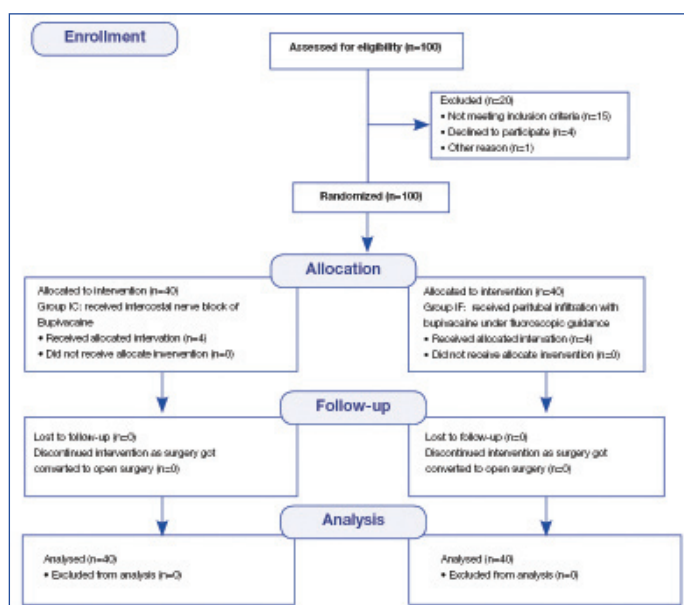 Enrollment
Assessed for eligibility (n=100)
Excluded (n=20)
• Not meeting inclusion criteria (n=15)
• Declined to participate (n=4)
• Other reason (n=1)
Randomized (n=100)
Allocation
Allocated to intervention (n=40)
Group IC: received intercostal nerve block of
Bupivacaine
• Received allocated intervation (n=4)
• Did not receive allocate invervention (n=0)
Allocated to intervention (n=40)
Group IF: received peritubal infiltration with
bupivacaine under fluoroscopic guidance
• Received allocated intervation (n=4)
• Did not receive allocate invervention (n=0)
Follow-up
Lost to follow-up (n=0)
Discontinued intervention as surgery got
converted to open surgery (n=0)
Lost to follow-up (n=0)
Discontinued intervention as surgery got
converted to open surgery (n=0)
Analysis
Analysed (n=40)
• Excluded from analysis (n=0)
Analysed (n=40)
• Excluded from analysis (n=0)